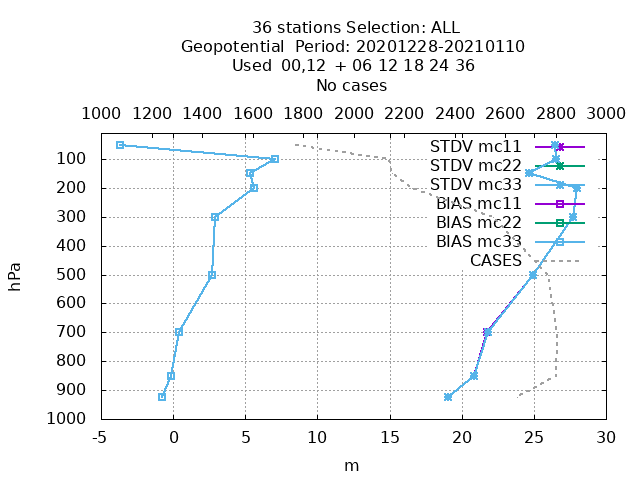 36 stations Selection: ALL
Geopotential  Period: 20201228-20210110
Used  00,12  + 06 12 18 24 36
No cases
1000 1200 1400 1600 1800 2000 2200 2400 2600 2800 3000
STDV mc11
STDV mc22
STDV mc33
BIAS mc11
BIAS mc22
BIAS mc33
CASES
100
200
300
400
500
600
700
800
900
1000
hPa
-5 0 5 10 15 20 25 30
m